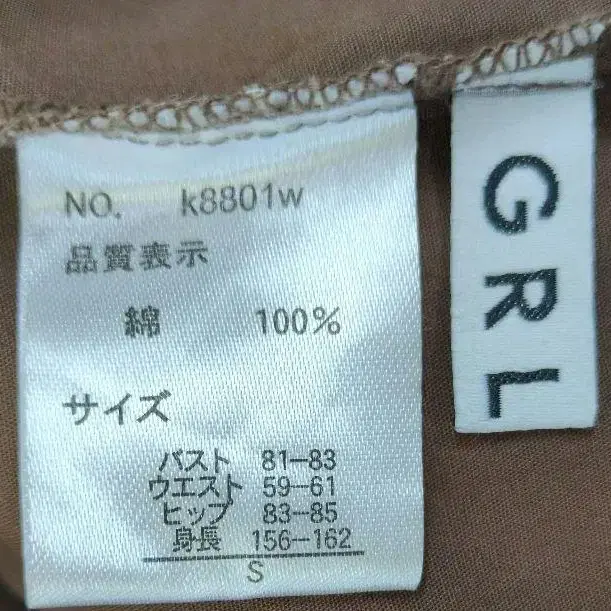 NO. k8801w
品質表示
綿 100%
サイズ
バスト 81-83
ウエスト 59-61
ヒップ 83-85
身長 156-162
S
GRL